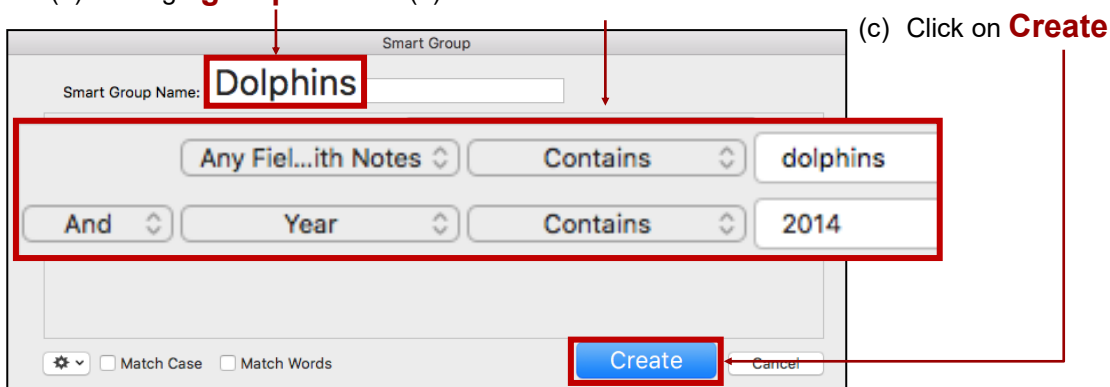 (c) Click on Create
Smart Group
Smart Group Name: Dolphins
Any Fiel...ith Notes Contains dolphins
And Year Contains 2014
Match Case Match Words Create Cancel